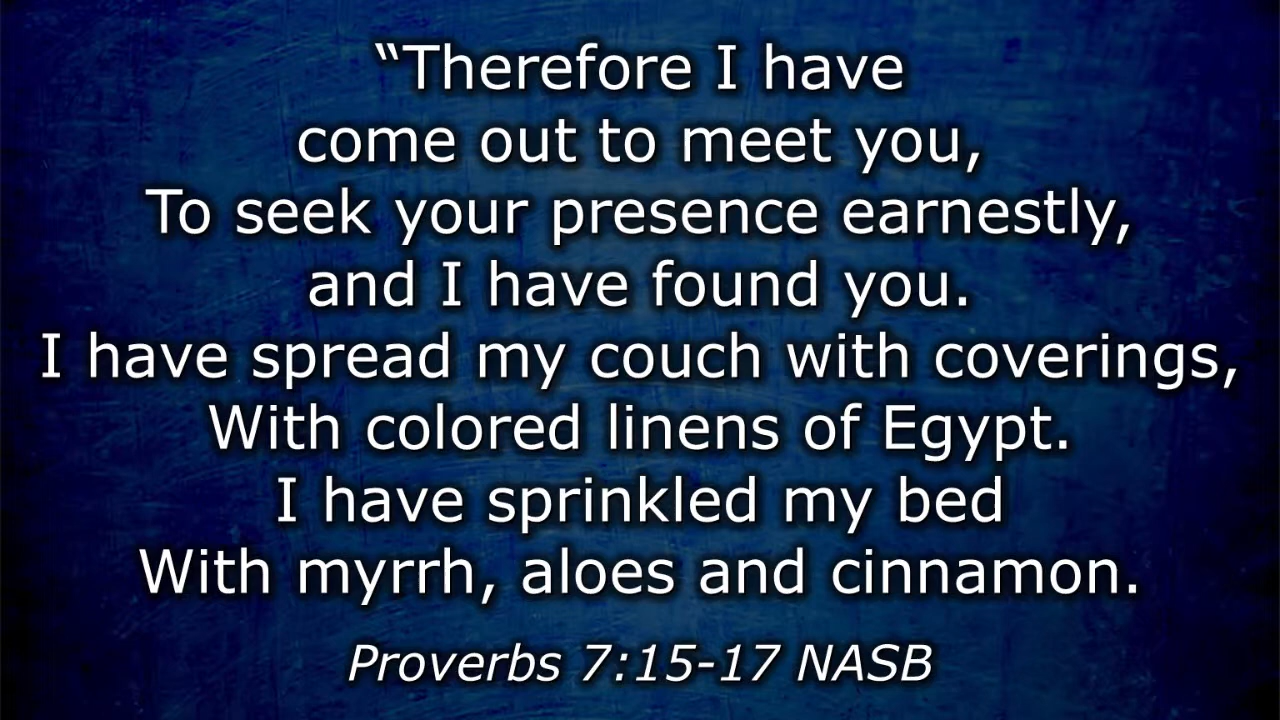 “Therefore I have
come out to meet you,
To seek your presence earnestly,
and I have found you.
I have spread my couch with coverings,
With colored linens of Egypt.
I have sprinkled my bed
With myrrh, aloes and cinnamon.
Proverbs 7:15-17 NASB